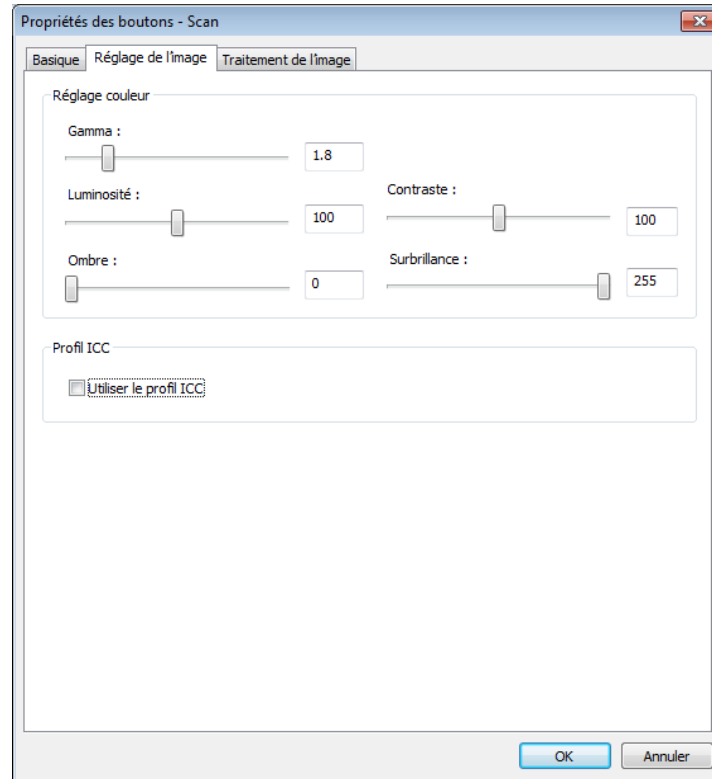 Propriétés des boutons - Scan
Basique Réglage de l'image Traitement de l'image
Réglage couleur
Gamma :
1.8
Luminosité : Contraste :
100 100
Ombre : Surbrillance :
0 255
Profil ICC
Utiliser le profil ICC
OK Annuler